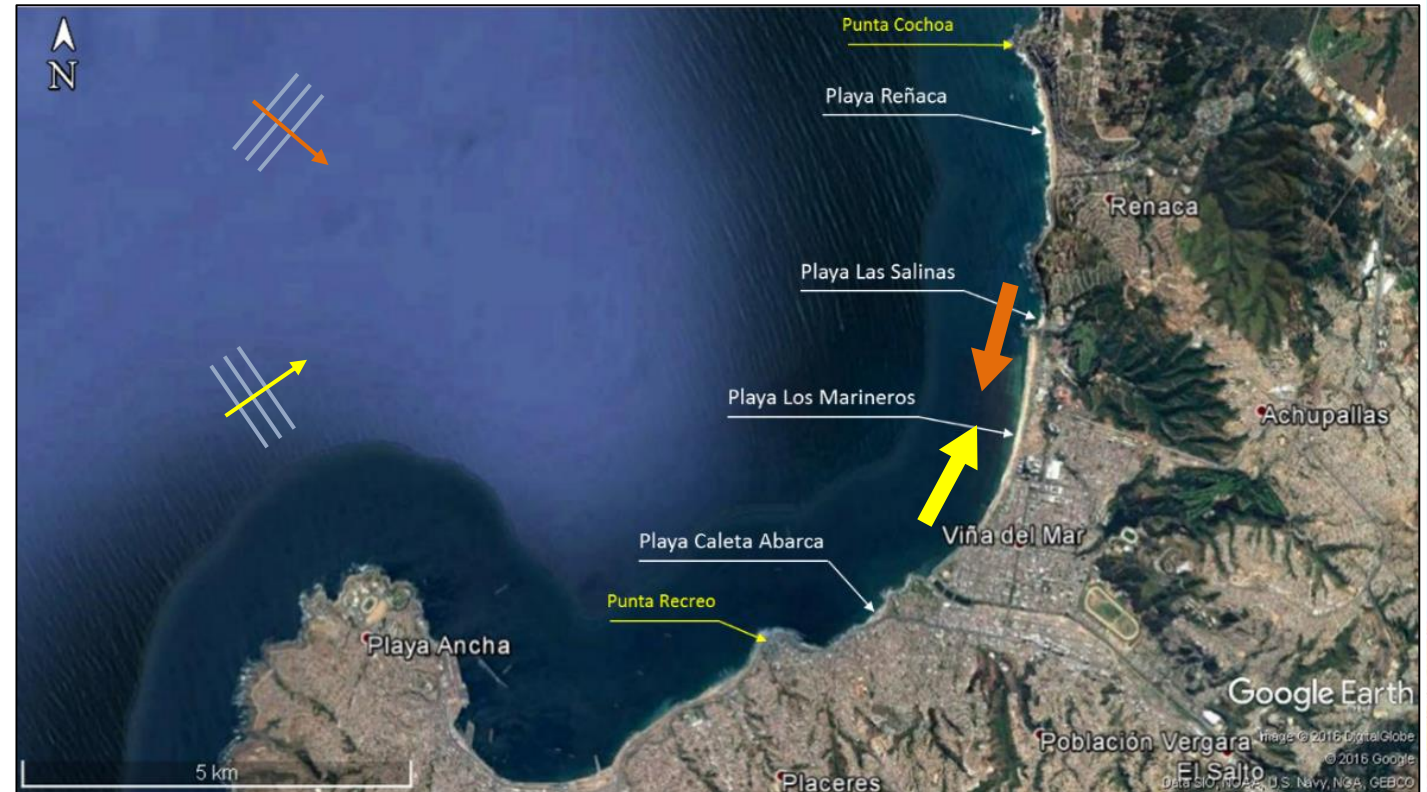 N
Punta Cochoa
Playa Reñaca
Renaca
Playa Las Salinas
Playa Los Marineros
Achupallas
Viña del Mar
Playa Caleta Abarca
Punta Recreo
Playa Ancha
Google Earth
Población Vergara
Image © 2016 DigitalGlobe
© 2016 Google
5 km
Placeres
El Salto
Data SIO, NOAA, U.S. Navy, NGA, GEBCO